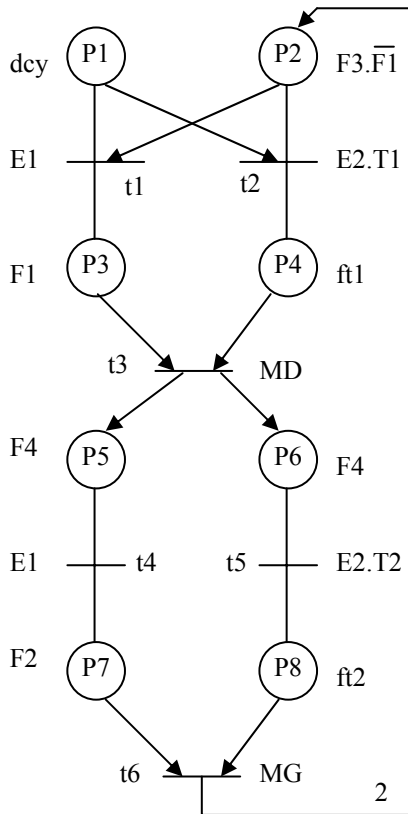 dcy P1 P2 F3.F̅1̅
E1 t1 t2 E2.T1
F1 P3 P4 ft1
t3 MD
F4 P5 P6 F4
E1 t4 t5 E2.T2
F2 P7 P8 ft2
t6 MG 2